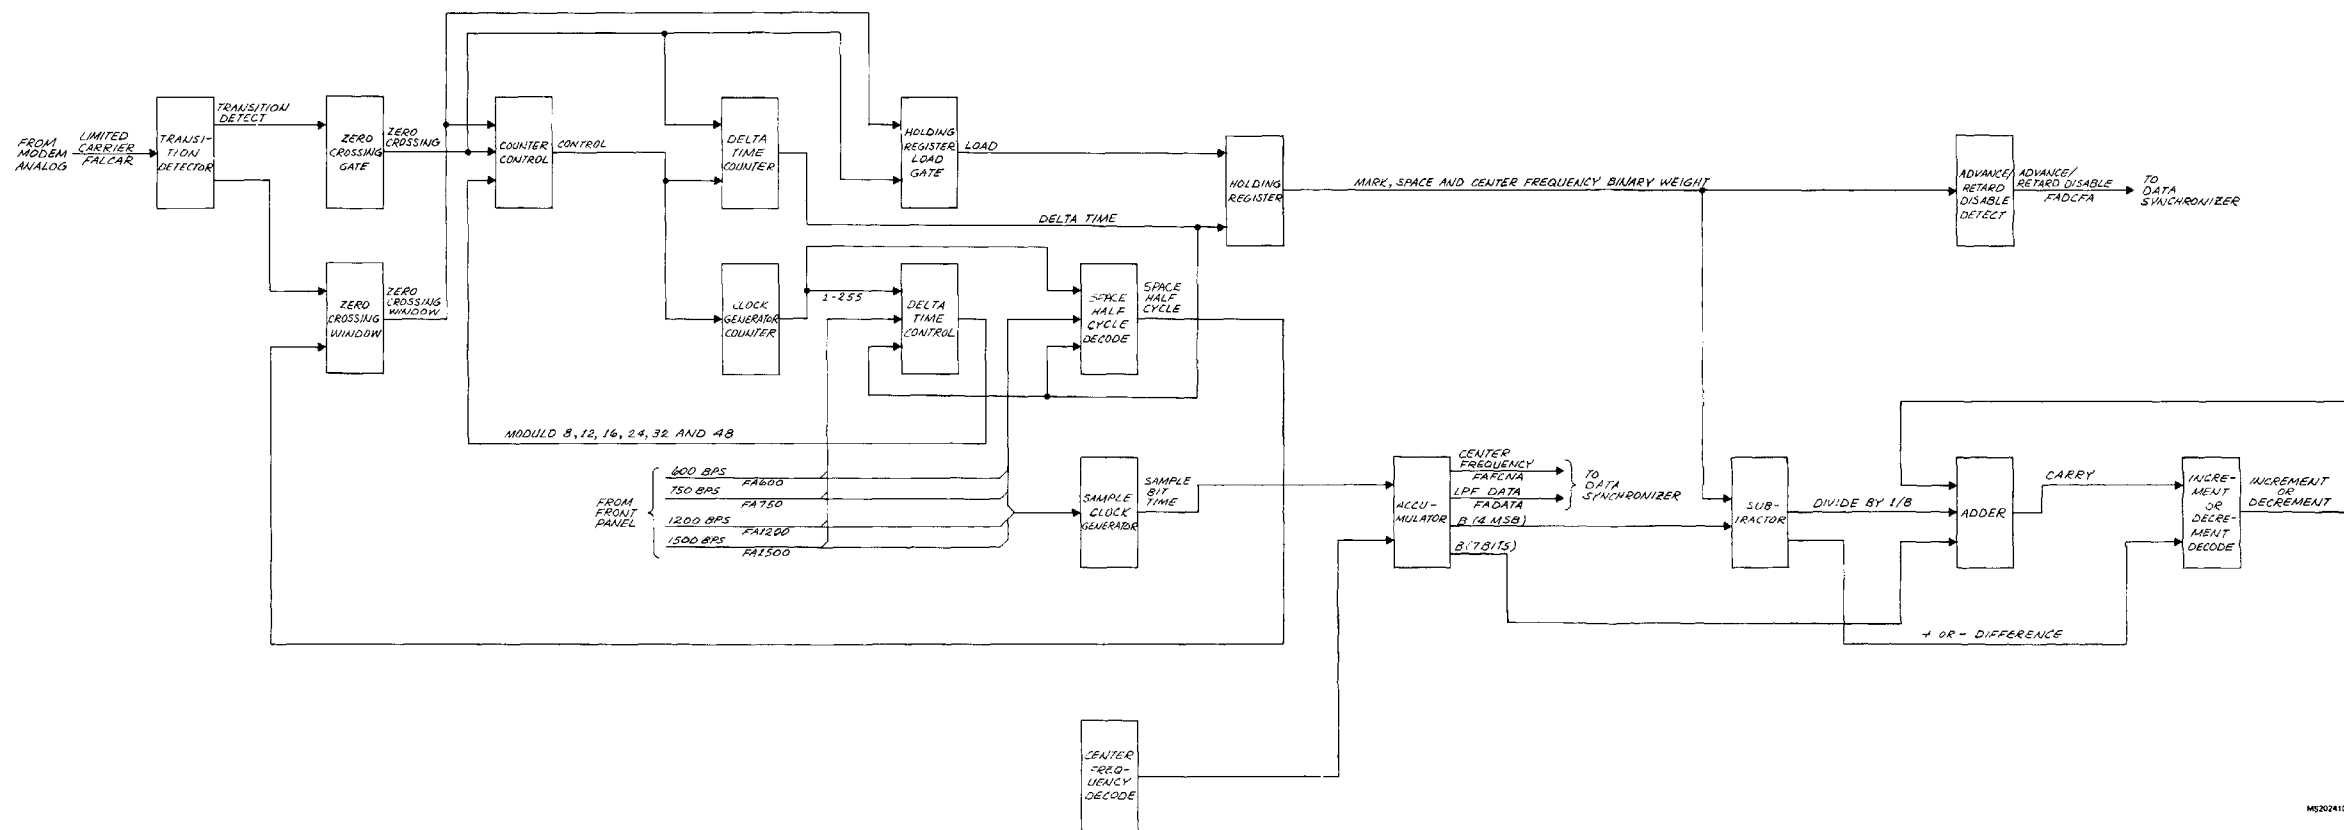 FROM
MODEM
ANALOG
LIMITED
CARRIER
FALCAR
TRANSI-
TION
DETECTOR
TRANSITION
DETECT
ZERO
CROSSING
GATE
ZERO
CROSSING
COUNTER
CONTROL
CONTROL
DELTA
TIME
COUNTER
HOLDING
REGISTER
LOAD
GATE
LOAD
HOLDING
REGISTER
MARK, SPACE AND CENTER FREQUENCY BINARY WEIGHT
ADVANCE/
RETARD
DISABLE
DETECT
ADVANCE/
RETARD DISABLE
FADCFA
TO
DATA
SYNCHRONIZER
DELTA TIME
ZERO
CROSSING
WINDOW
ZERO
CROSSING
WINDOW
CLOCK
GENERATOR
COUNTER
1-255
DELTA
TIME
CONTROL
SPACE
HALF
CYCLE
DECODE
SPACE
HALF
CYCLE
MODULO 8, 12, 16, 24, 32 AND 48
FROM
FRONT
PANEL
600 BPS
FA600
750 BPS
FA750
1200 BPS
FA1200
1500 BPS
FA1500
SAMPLE
CLOCK
GENERATOR
SAMPLE
BIT
TIME
ACCU-
MULATOR
CENTER
FREQUENCY
FAFCNA
LPF DATA
FADATA
TO
DATA
SYNCHRONIZER
B (4 MSB)
B (7 BITS)
SUB-
TRACTOR
DIVIDE BY 1/8
+ OR - DIFFERENCE
ADDER
CARRY
INCRE-
MENT
OR
DECRE-
MENT
DECODE
INCREMENT
OR
DECREMENT
CENTER
FREQ-
UENCY
DECODE